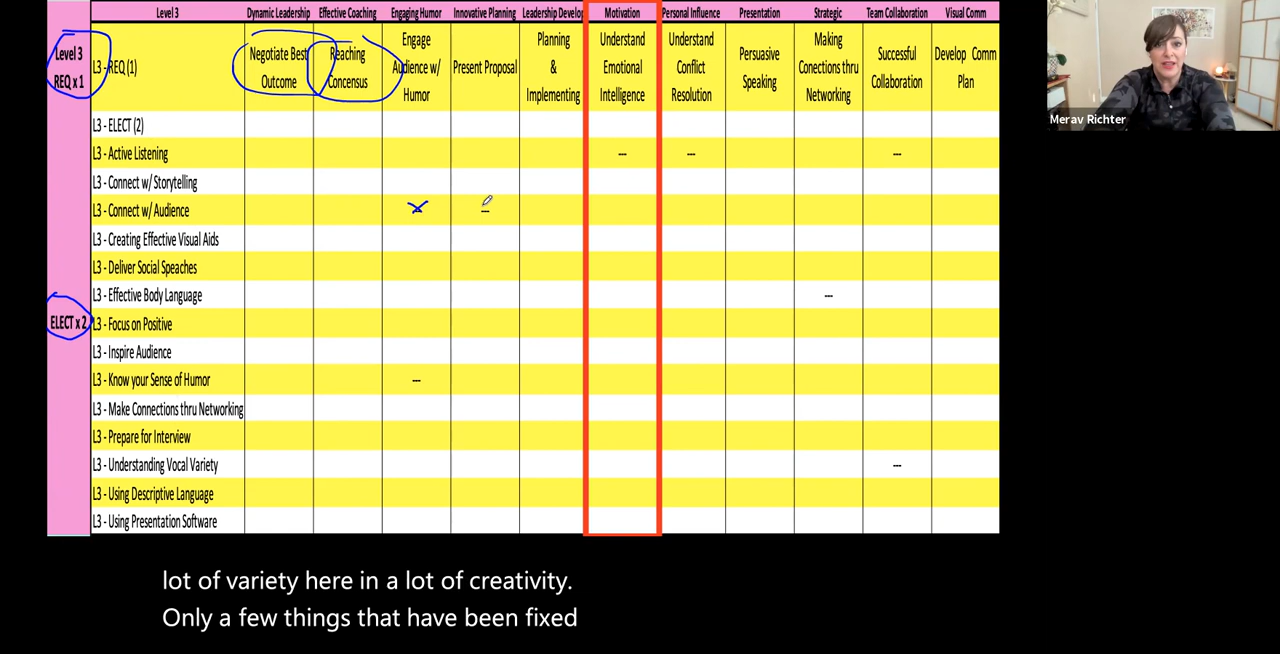 Level 3 Dynamic Leadership Effective Coaching Engaging Humor Innovative Planning Leadership Develop Motivation Personal Influence Presentation Strategic Team Collaboration Visual Comm
Level 3
REQ x 1
L3 - REQ (1)
Negotiate Best
Outcome
Reaching
Concensus
Engage
Audience w/
Humor
Present Proposal
Planning
&
Implementing
Understand
Emotional
Intelligence
Understand
Conflict
Resolution
Persuasive
Speaking
Making
Conections thru
Networking
Successful
Collaboration
Develop Comm
Plan
L3 - ELECT (2)
L3 - Active Listening --- --- ---
L3 - Connect w/ Storytelling
L3 - Connect w/ Audience --- ---
L3 - Creating Effective Visual Aids
L3 - Deliver Social Speaches
L3 - Effective Body Language ---
ELECT x 2
L3 - Focus on Positive
L3 - Inspire Audience
L3 - Know your Sense of Humor ---
L3 - Make Connections thru Networking
L3 - Prepare for Interview
L3 - Understanding Vocal Variety ---
L3 - Using Descriptive Language
L3 - Using Presentation Software
Merav Richter
lot of variety here in a lot of creativity.
Only a few things that have been fixed